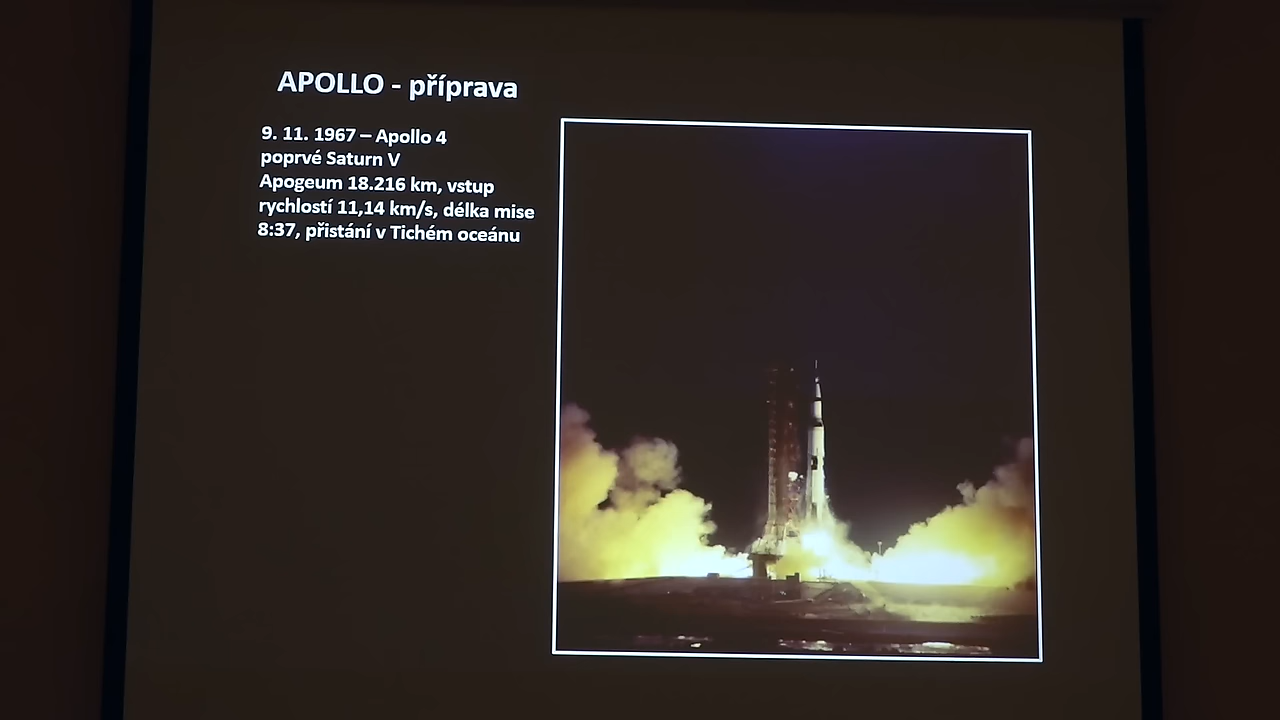 APOLLO - příprava
9. 11. 1967 – Apollo 4
poprvé Saturn V
Apogeum 18.216 km, vstup
rychlostí 11,14 km/s, délka mise
8:37, přistání v Tichém oceánu